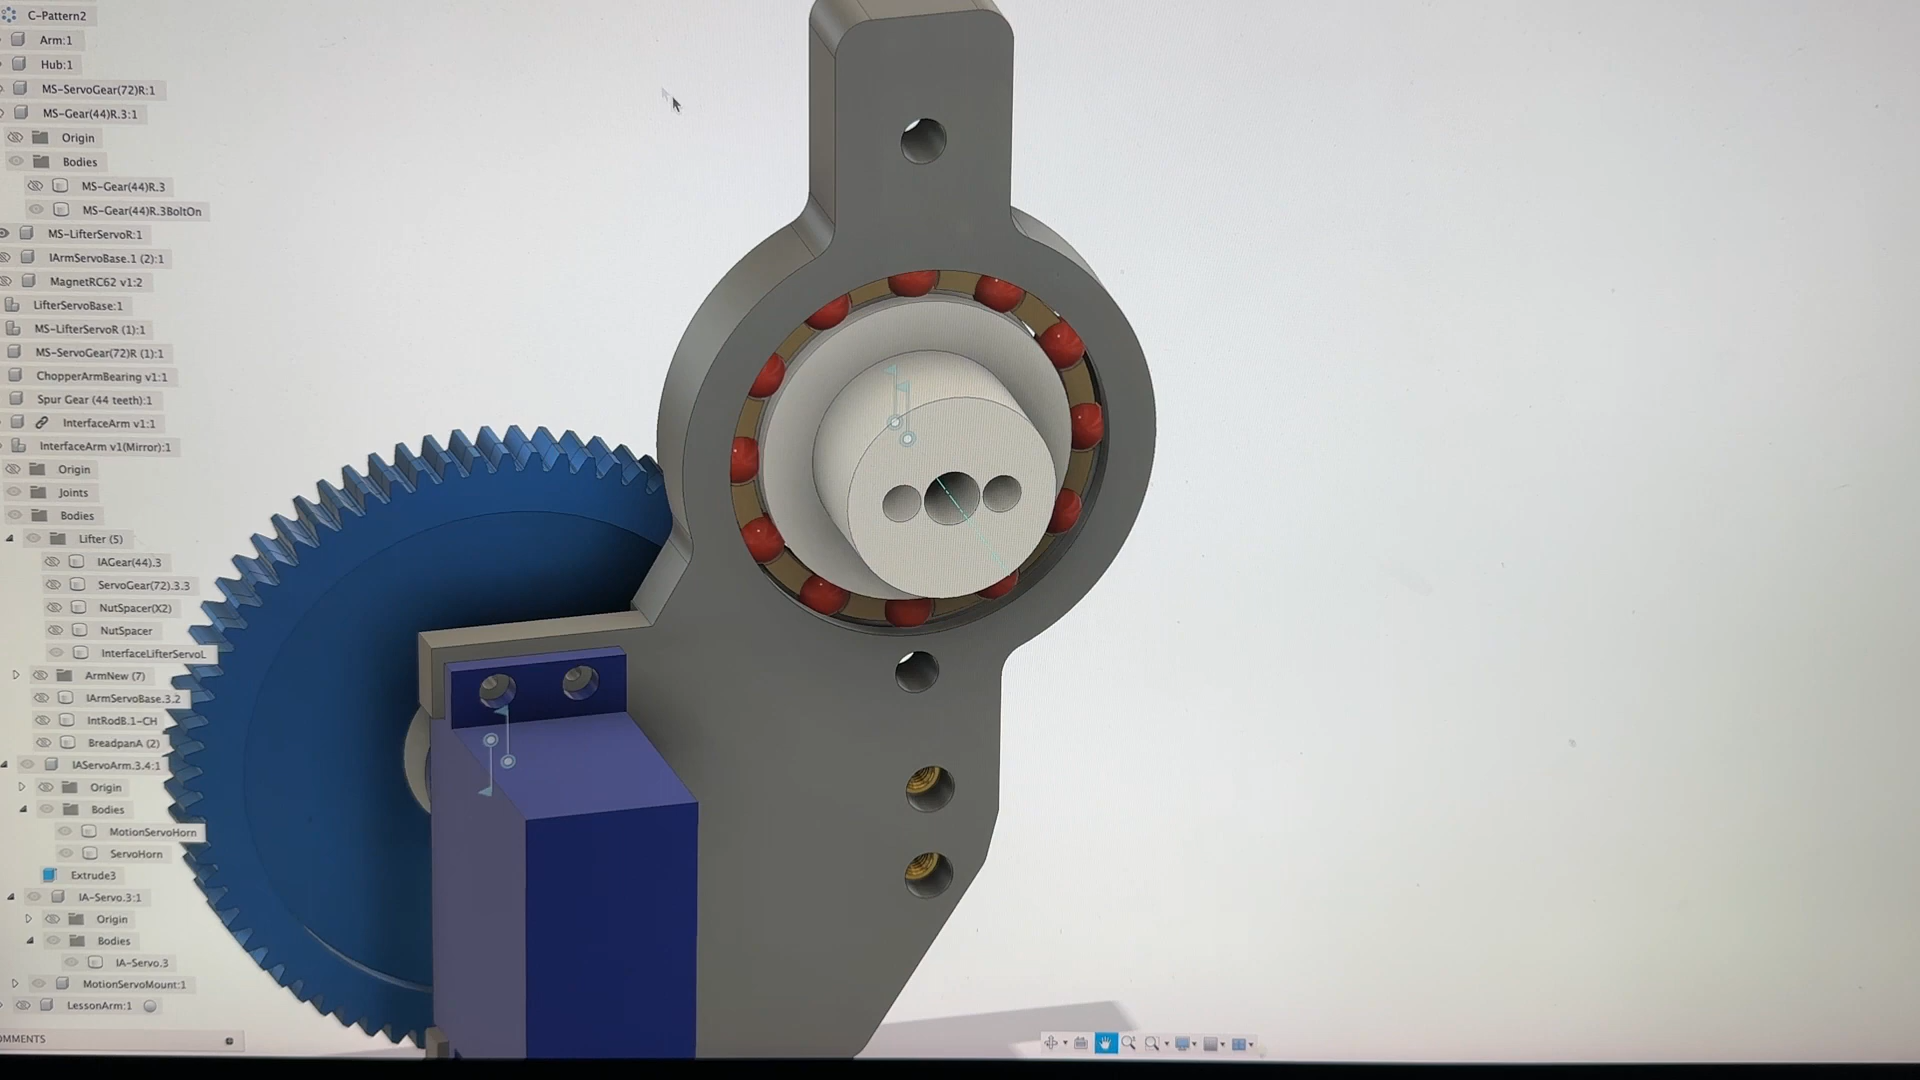 C-Pattern2
Arm:1
Hub:1
MS-ServoGear(72)R:1
MS-Gear(44)R.3:1
Origin
Bodies
MS-Gear(44)R.3
MS-Gear(44)R.3BoltOn
MS-LifterServoR:1
IArmServoBase.1 (2):1
MagnetRC62 v1:2
LifterServoBase:1
MS-LifterServoR (1):1
MS-ServoGear(72)R (1):1
ChopperArmBearing v1:1
Spur Gear (44 teeth):1
InterfaceArm v1:1
InterfaceArm v1(Mirror):1
Origin
Joints
Bodies
Lifter (5)
IAGear(44).3
ServoGear(72).3.3
NutSpacer(X2)
NutSpacer
InterfaceLifterServoL
ArmNew (7)
IArmServoBase.3.2
IntRodB.1-CH
BreadpanA (2)
IAServoArm.3.4:1
Origin
Bodies
MotionServoHorn
ServoHorn
Extrude3
IA-Servo.3:1
Origin
Bodies
IA-Servo.3
MotionServoMount:1
LessonArm:1
OMMENTS